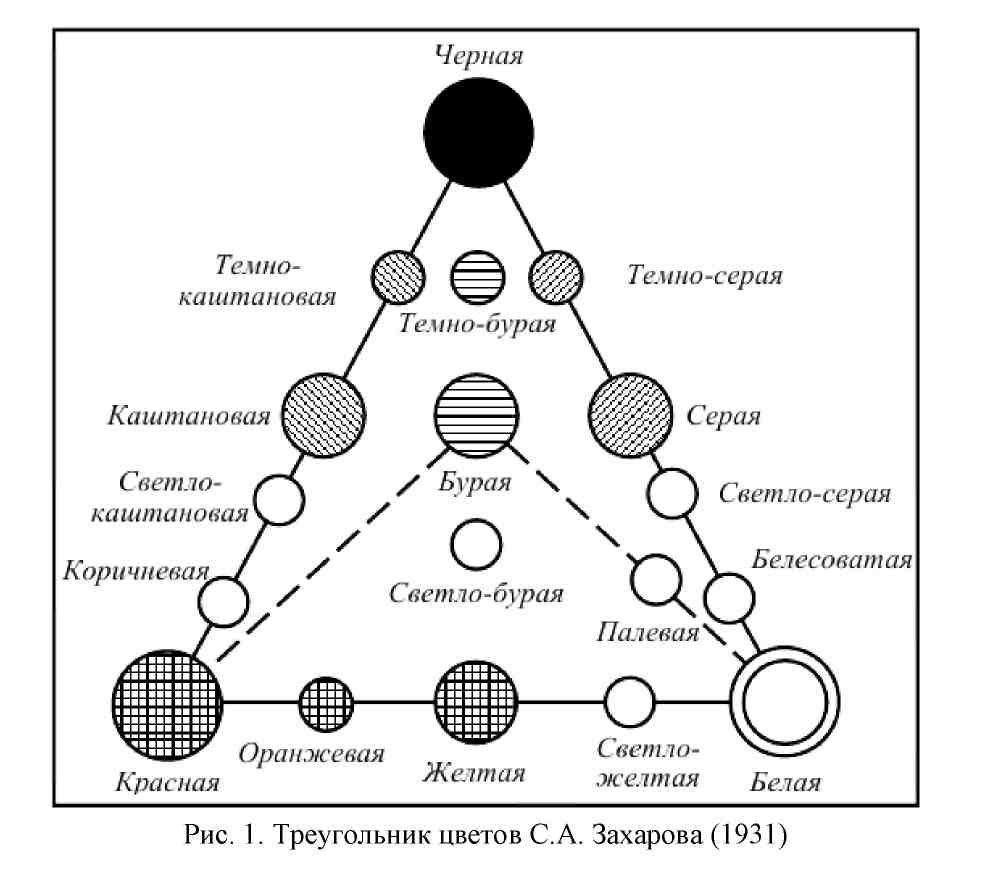 Черная
Темно-
каштановая
Темно-серая
Темно-бурая
Каштановая
Серая
Бурая
Светло-
каштановая
Светло-серая
Коричневая
Белесоватая
Светло-бурая
Палевая
Оранжевая
Желтая
Светло-
желтая
Красная
Белая
Рис. 1. Треугольник цветов С.А. Захарова (1931)